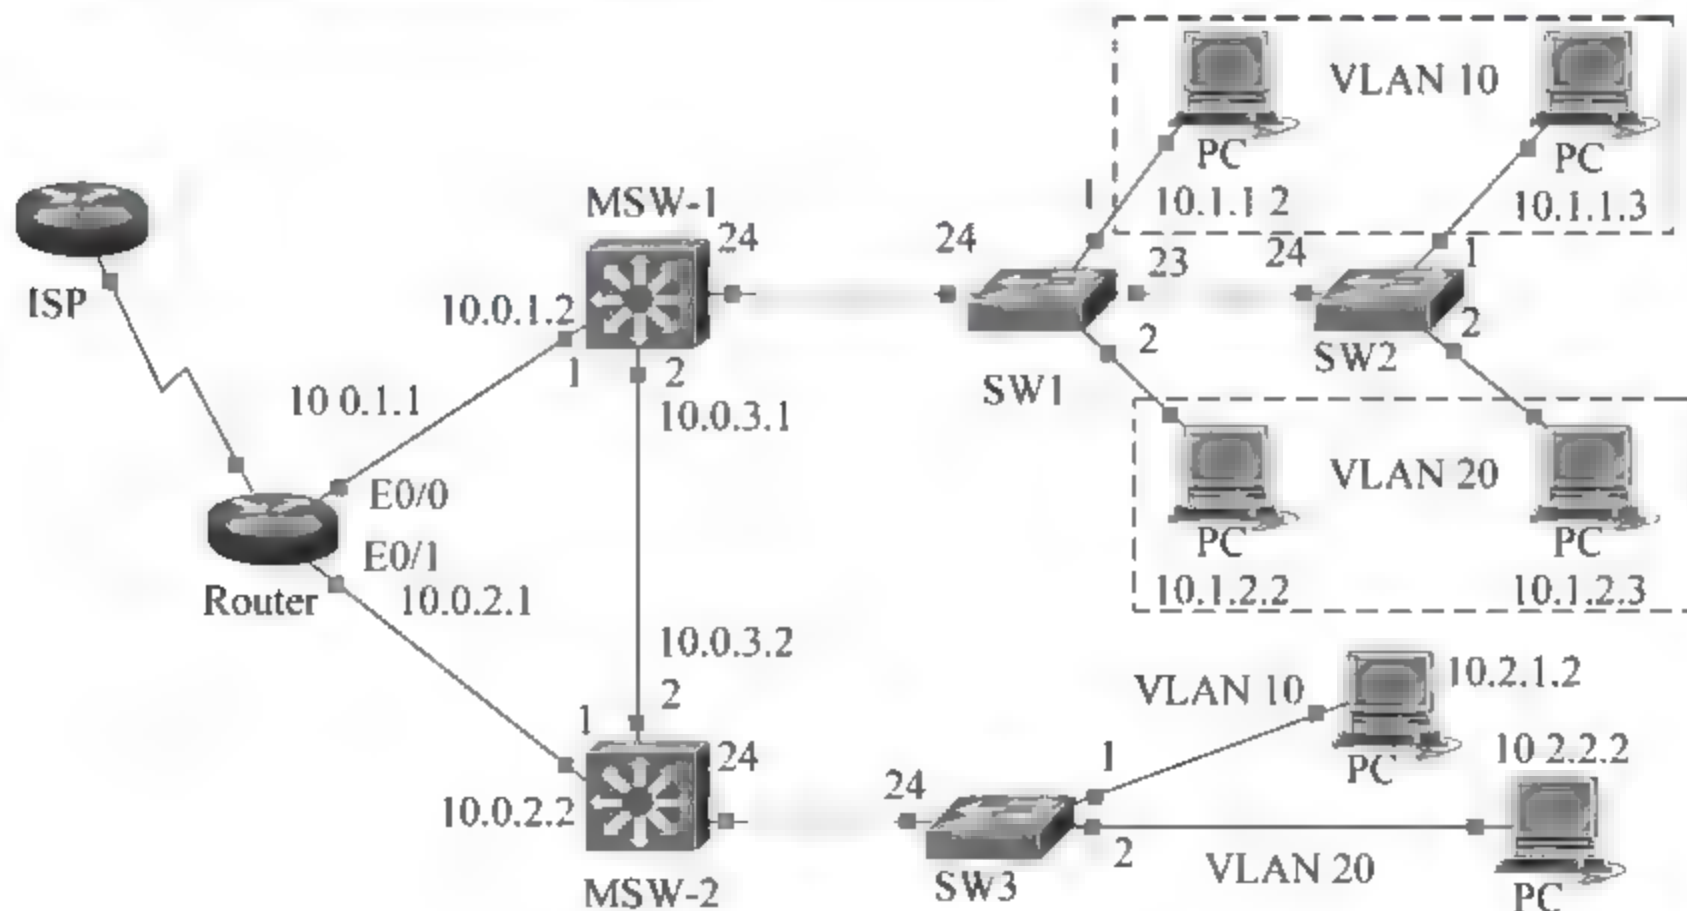 VLAN 10
PC
PC
10.1.1 2
10.1.1.3
1
MSW-1
24
24
23
24
1
ISP
10.0.1.2
1
2
2
2
SW1
SW2
10 0.1.1
10.0.3.1
E0/0
VLAN 20
E0/1
PC
PC
Router
10.0.2.1
10.1.2.2
10.1.2.3
10.0.3.2
2
10.2.1.2
VLAN 10
1
24
1
10 2.2.2
24
PC
10.0.2.2
2
VLAN 20
MSW-2
SW3
PC